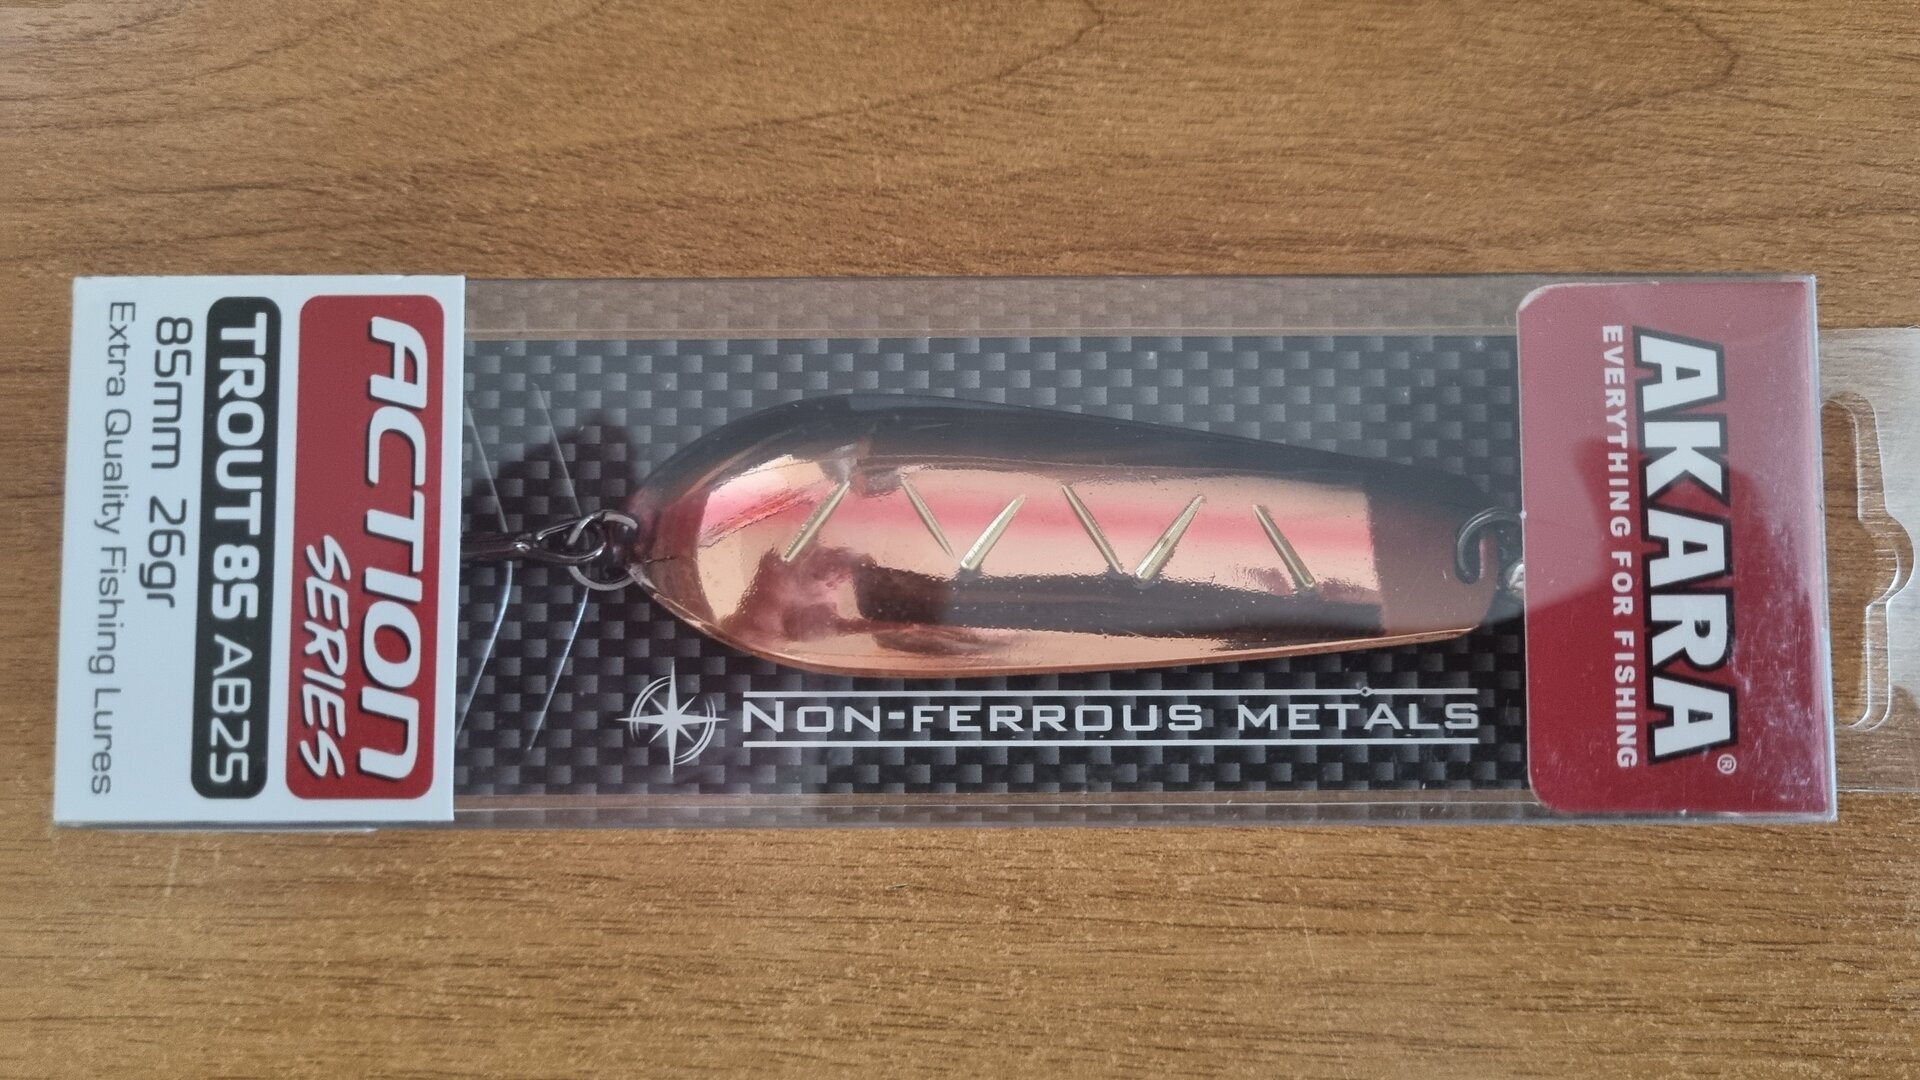 ACTION
SERIES
TROUT 85 AB25
85mm 26gr
Extra Quality Fishing Lures
NON-FERROUS METALS
AKARA®
EVERYTHING FOR FISHING